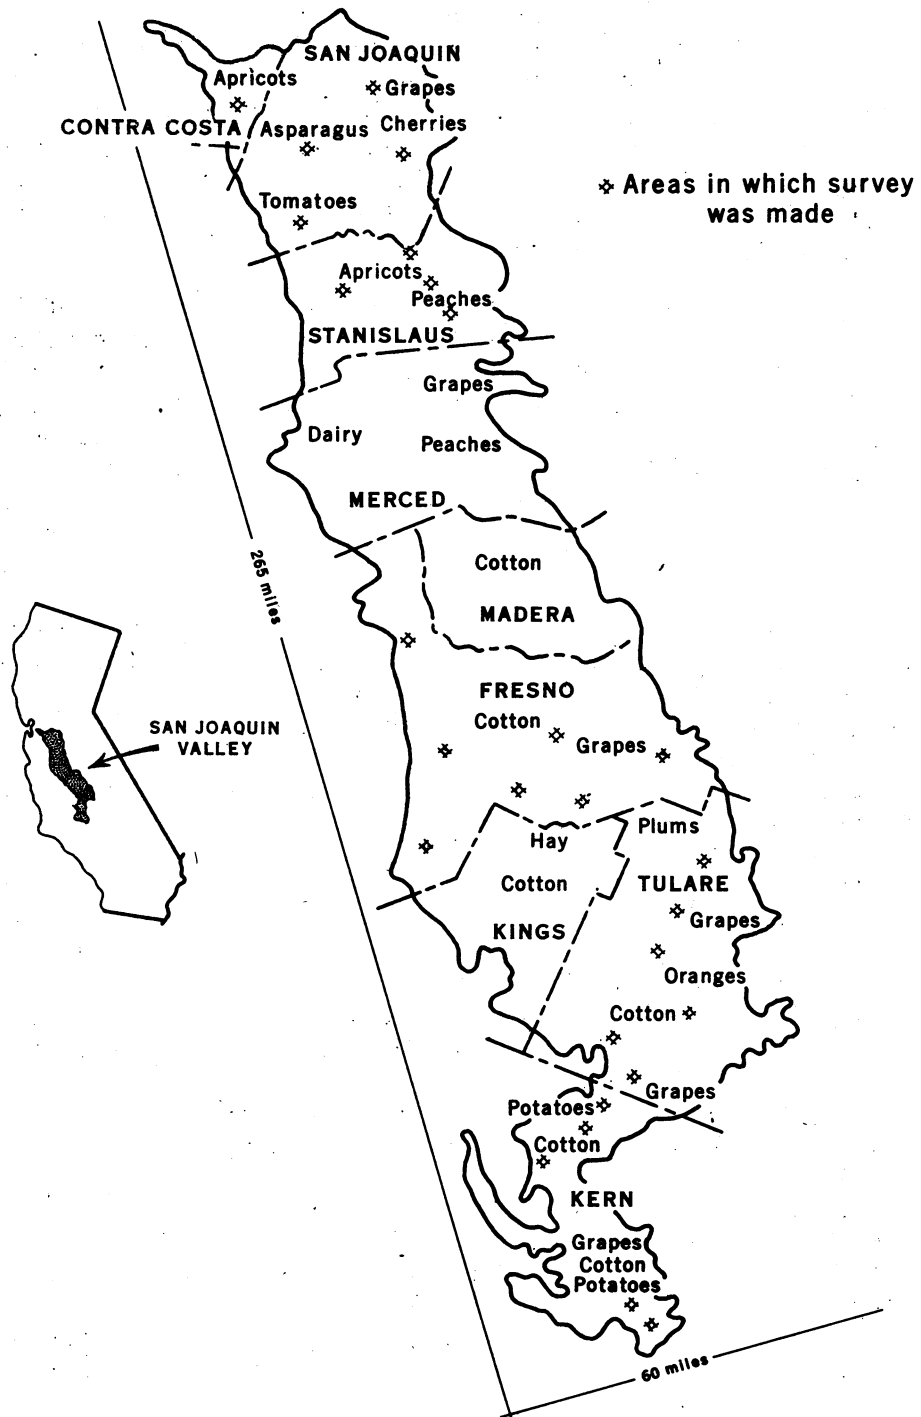 SAN JOAQUIN
Apricots
Grapes
CONTRA COSTA
Asparagus
Cherries
Areas in which survey
was made
Tomatoes
Apricots
Peaches
STANISLAUS
Grapes
Dairy
Peaches
MERCED
265 miles
Cotton
MADERA
FRESNO
Cotton
Grapes
SAN JOAQUIN
VALLEY
Hay
Plums
Cotton
TULARE
KINGS
Grapes
Oranges
Cotton
Grapes
Potatoes
Cotton
KERN
Grapes
Cotton
Potatoes
60 miles